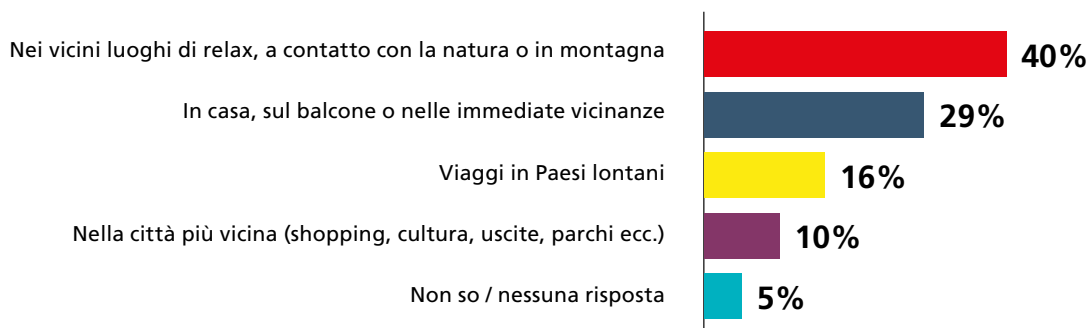 Nei vicini luoghi di relax, a contatto con la natura o in montagna 40%
In casa, sul balcone o nelle immediate vicinanze 29%
Viaggi in Paesi lontani 16%
Nella città più vicina (shopping, cultura, uscite, parchi ecc.) 10%
Non so / nessuna risposta 5%